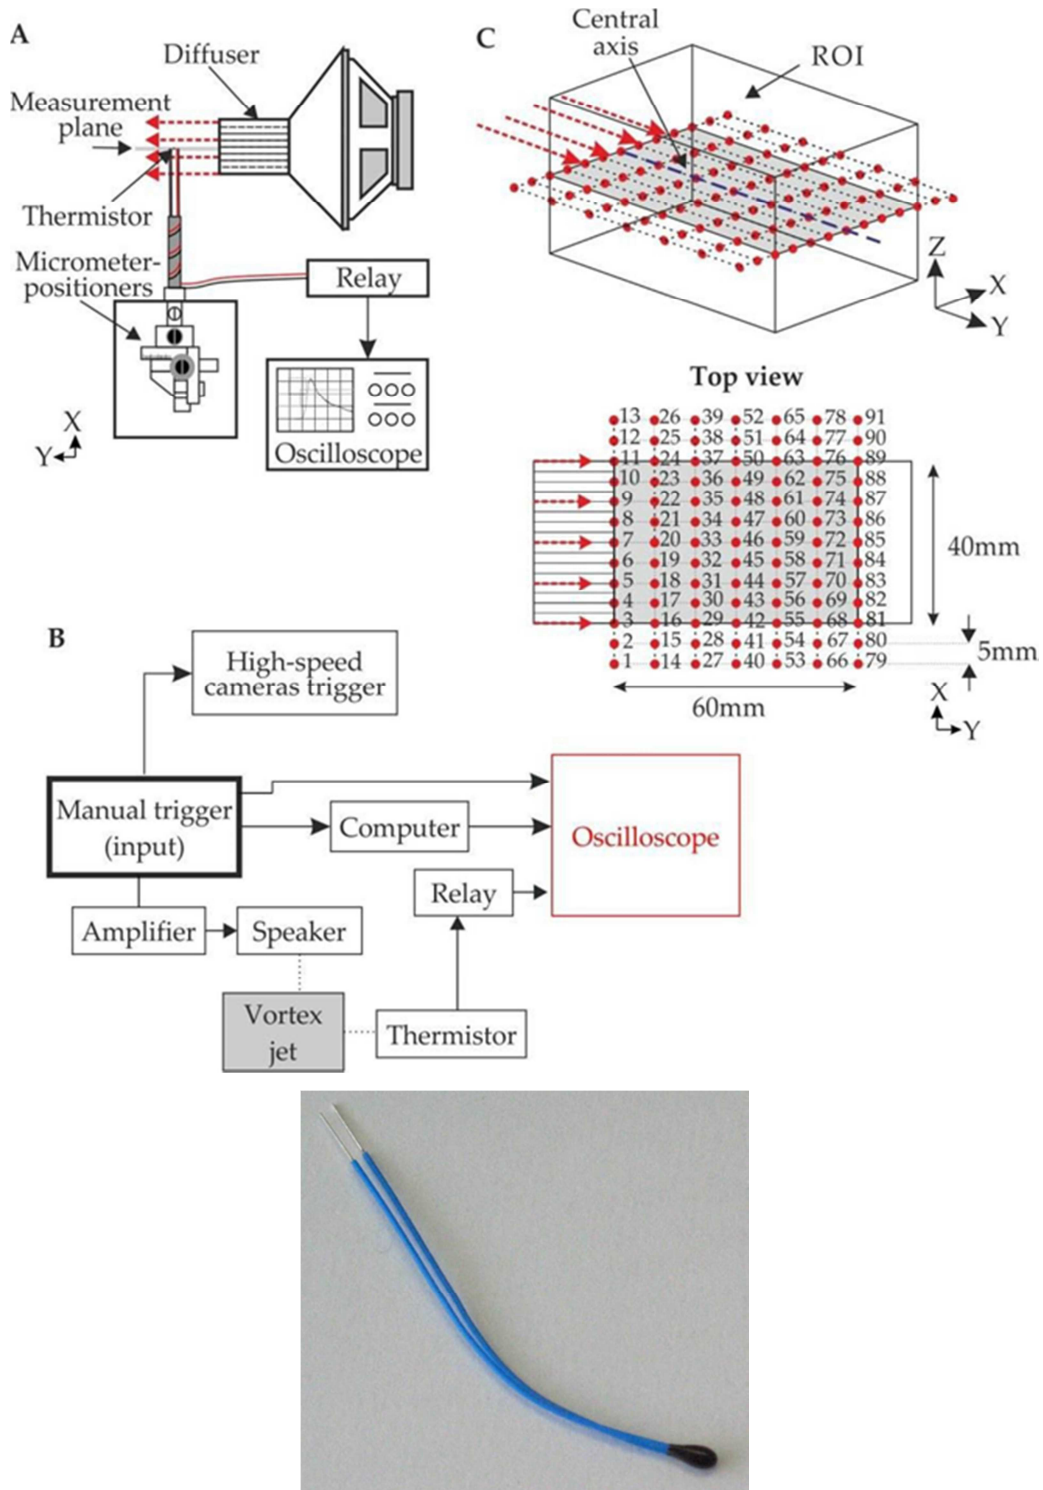 A
Diffuser
Measurement
plane
Thermistor
Micrometer-
positioners
Relay
Oscilloscope
X
Y
C
Central
axis
ROI
Z
X
Y
Top view
13 26 39 52 65 78 91
12 25 38 51 64 77 90
11 24 37 50 63 76 89
10 23 36 49 62 75 88
9 22 35 48 61 74 87
8 21 34 47 60 73 86
7 20 33 46 59 72 85
6 19 32 45 58 71 84
5 18 31 44 57 70 83
4 17 30 43 56 69 82
3 16 29 42 55 68 81
2 15 28 41 54 67 80
1 14 27 40 53 66 79
40mm
5mm
60mm
X
Y
B
High-speed
cameras trigger
Manual trigger
(input)
Computer
Oscilloscope
Relay
Amplifier
Speaker
Vortex
jet
Thermistor